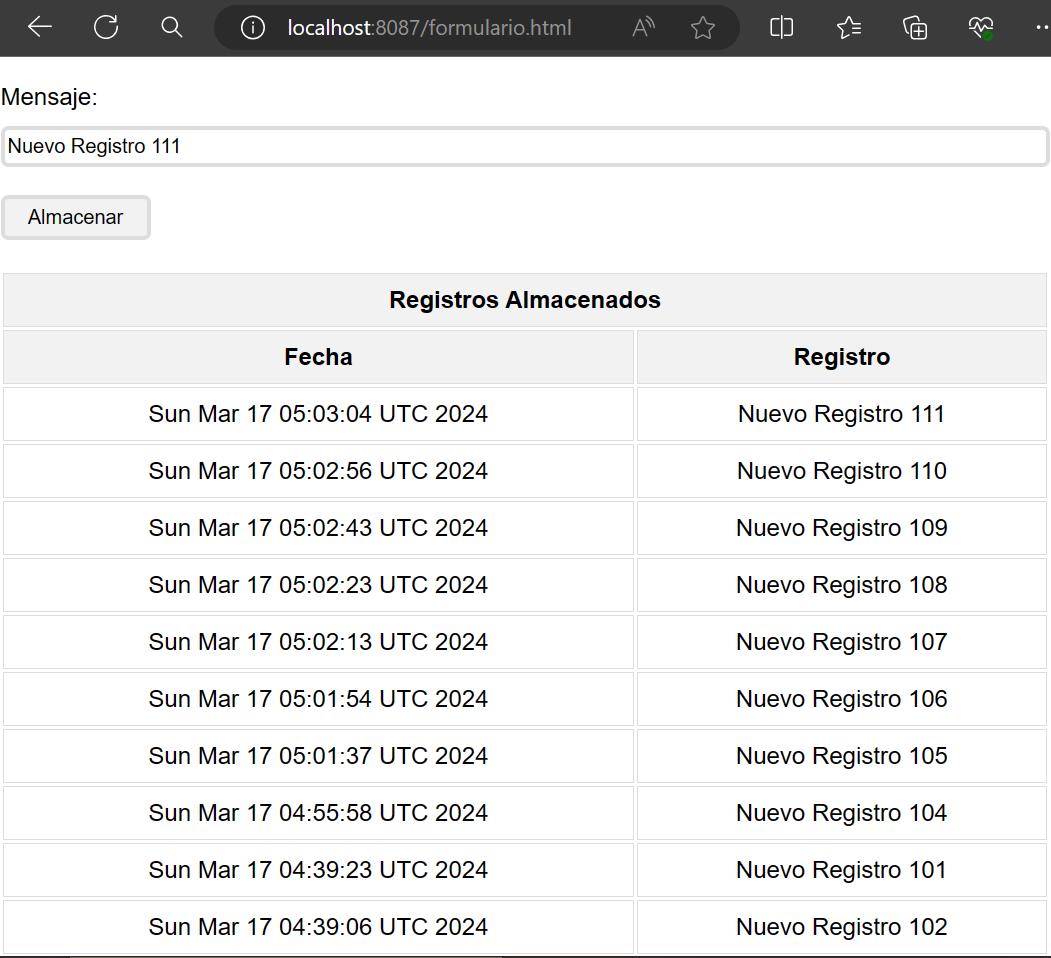 localhost:8087/formulario.html
Mensaje:
Nuevo Registro 111
Almacenar
Registros Almacenados
Fecha Registro
Sun Mar 17 05:03:04 UTC 2024 Nuevo Registro 111
Sun Mar 17 05:02:56 UTC 2024 Nuevo Registro 110
Sun Mar 17 05:02:43 UTC 2024 Nuevo Registro 109
Sun Mar 17 05:02:23 UTC 2024 Nuevo Registro 108
Sun Mar 17 05:02:13 UTC 2024 Nuevo Registro 107
Sun Mar 17 05:01:54 UTC 2024 Nuevo Registro 106
Sun Mar 17 05:01:37 UTC 2024 Nuevo Registro 105
Sun Mar 17 04:55:58 UTC 2024 Nuevo Registro 104
Sun Mar 17 04:39:23 UTC 2024 Nuevo Registro 101
Sun Mar 17 04:39:06 UTC 2024 Nuevo Registro 102